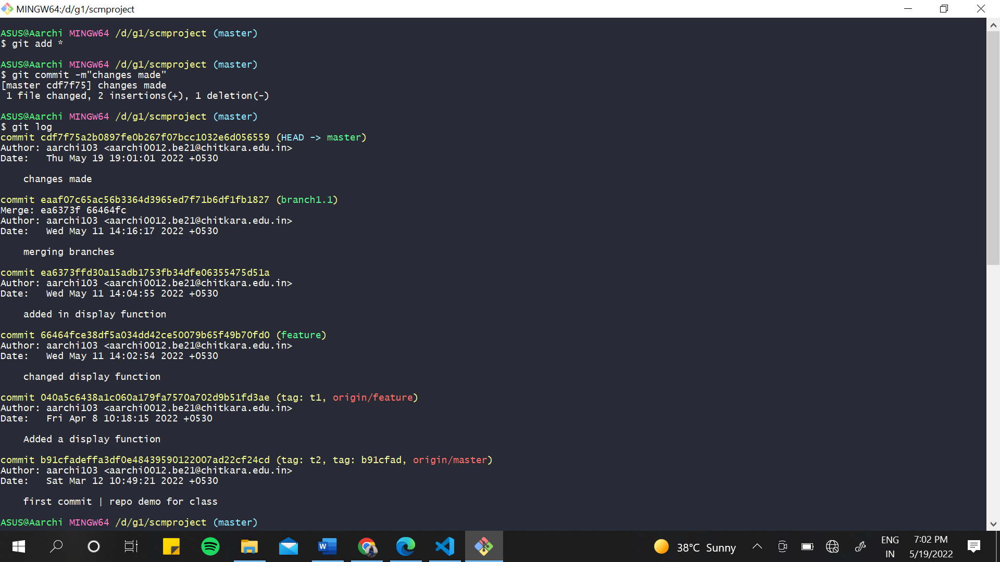 MINGW64:/d/g1/scmproject
ASUS@Aarchi MINGW64 /d/g1/scmproject (master)
$ git add *
ASUS@Aarchi MINGW64 /d/g1/scmproject (master)
$ git commit -m"changes made"
[master cdf7f75] changes made
 1 file changed, 2 insertions(+), 1 deletion(-)
ASUS@Aarchi MINGW64 /d/g1/scmproject (master)
$ git log
commit cdf7f75a2b0897fe0b267f07bcc1032e6d056559 (HEAD -> master)
Author: aarchi103 <aarchi0012.be21@chitkara.edu.in>
Date:   Thu May 19 19:01:01 2022 +0530
    changes made
commit eaaf07c65ac56b3364d3965ed7f71b6df1fb1827 (branch1.1)
Merge: ea6373f 66464fc
Author: aarchi103 <aarchi0012.be21@chitkara.edu.in>
Date:   Wed May 11 14:16:17 2022 +0530
    merging branches
commit ea6373ffd30a15adb1753fb34dfe06355475d51a
Author: aarchi103 <aarchi0012.be21@chitkara.edu.in>
Date:   Wed May 11 14:04:55 2022 +0530
    added in display function
commit 66464fce38df5a034dd42ce50079b65f49b70fd0 (feature)
Author: aarchi103 <aarchi0012.be21@chitkara.edu.in>
Date:   Wed May 11 14:02:54 2022 +0530
    changed display function
commit 040a5c6438a1c060a179fa7570a702d9b51fd3ae (tag: t1, origin/feature)
Author: aarchi103 <aarchi0012.be21@chitkara.edu.in>
Date:   Fri Apr 8 10:18:15 2022 +0530
    Added a display function
commit b91cfadeffa3df0e48439590122007ad22cf24cd (tag: t2, tag: b91cfad, origin/master)
Author: aarchi103 <aarchi0012.be21@chitkara.edu.in>
Date:   Sat Mar 12 10:49:21 2022 +0530
    first commit | repo demo for class
ASUS@Aarchi MINGW64 /d/g1/scmproject (master)
38°C Sunny
ENG
IN
7:02 PM
5/19/2022